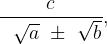 c
√a ± √b,